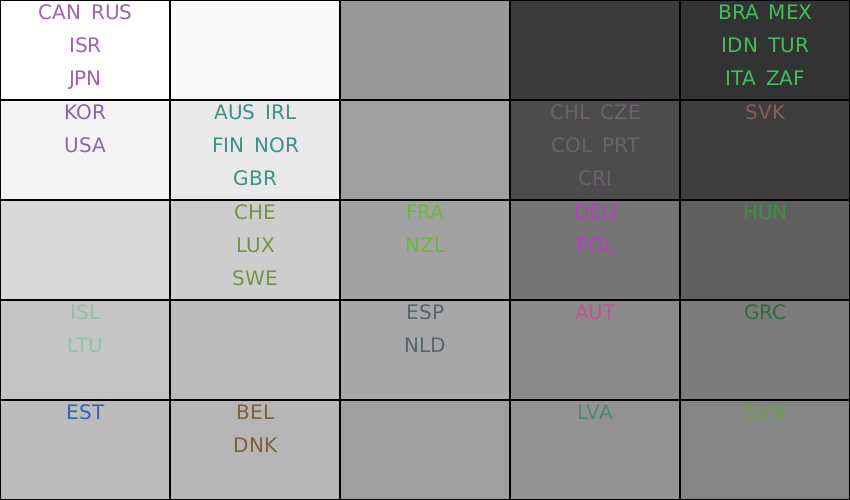 CAN RUS
ISR
JPN
BRA MEX
IDN TUR
ITA ZAF
KOR
USA
AUS IRL
FIN NOR
GBR
CHL CZE
COL PRT
CRI
SVK
CHE
LUX
SWE
FRA
NZL
DEU
POL
HUN
ISL
LTU
ESP
NLD
AUT
GRC
EST
BEL
DNK
LVA
SVN